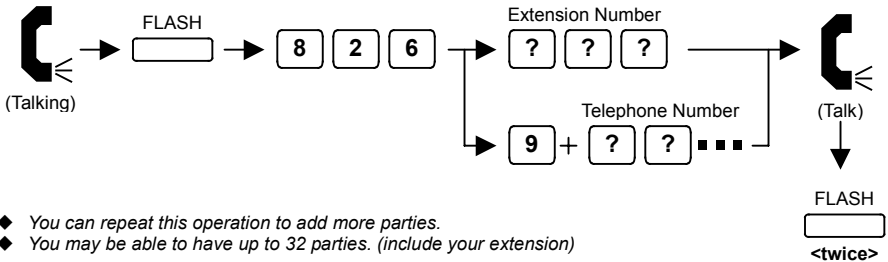 FLASH
8 2 6
Extension Number
? ? ?
(Talking)
Telephone Number
9 + ? ? ▪▪▪
(Talk)
FLASH
<twice>
◆ You can repeat this operation to add more parties.
◆ You may be able to have up to 32 parties. (include your extension)